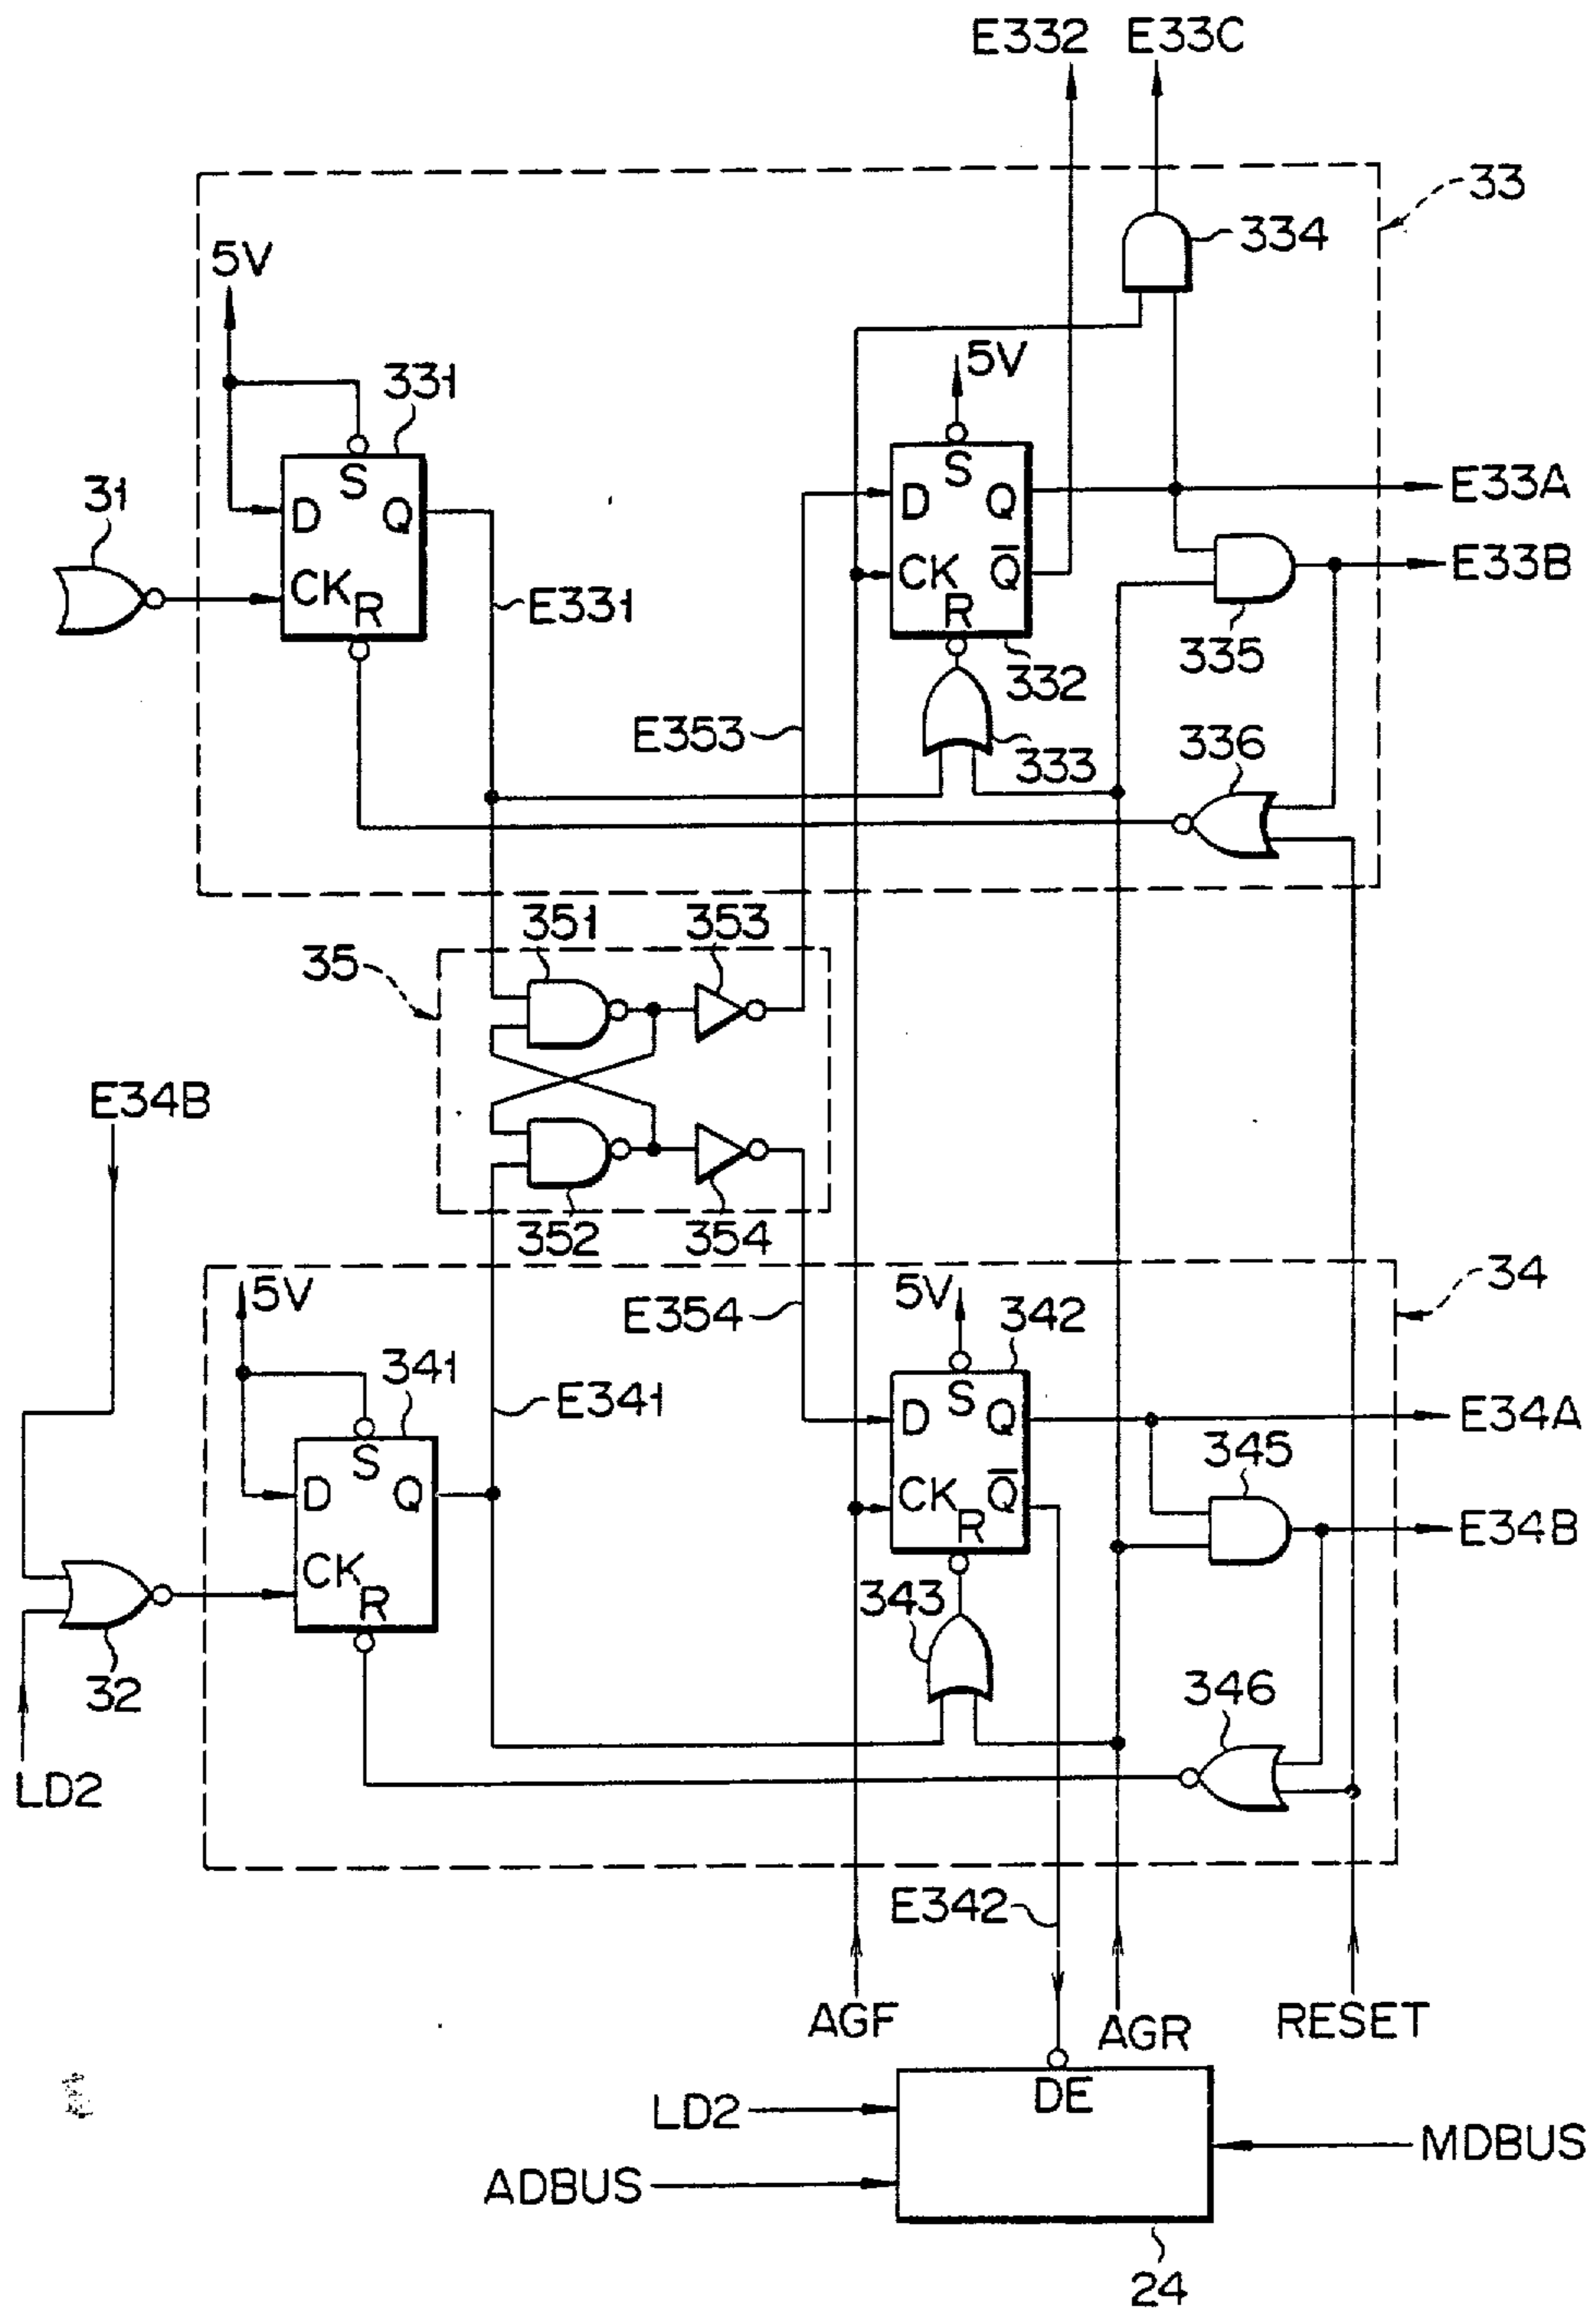 E332 E33C
33
334
5V
331
5V
S
D Q
CK
R
31
E331
S
D Q
CK Q̅
R
E33A
E33B
335
332
E353
333
336
351 353
35
E34B
352 354
34
5V
E354
5V
342
341
E341
S
D Q
CK
R
S
D Q
CK Q̅
R
E34A
345
E34B
343
32
346
LD2
E342
AGF AGR RESET
DE
LD2
ADBUS
MDBUS
24